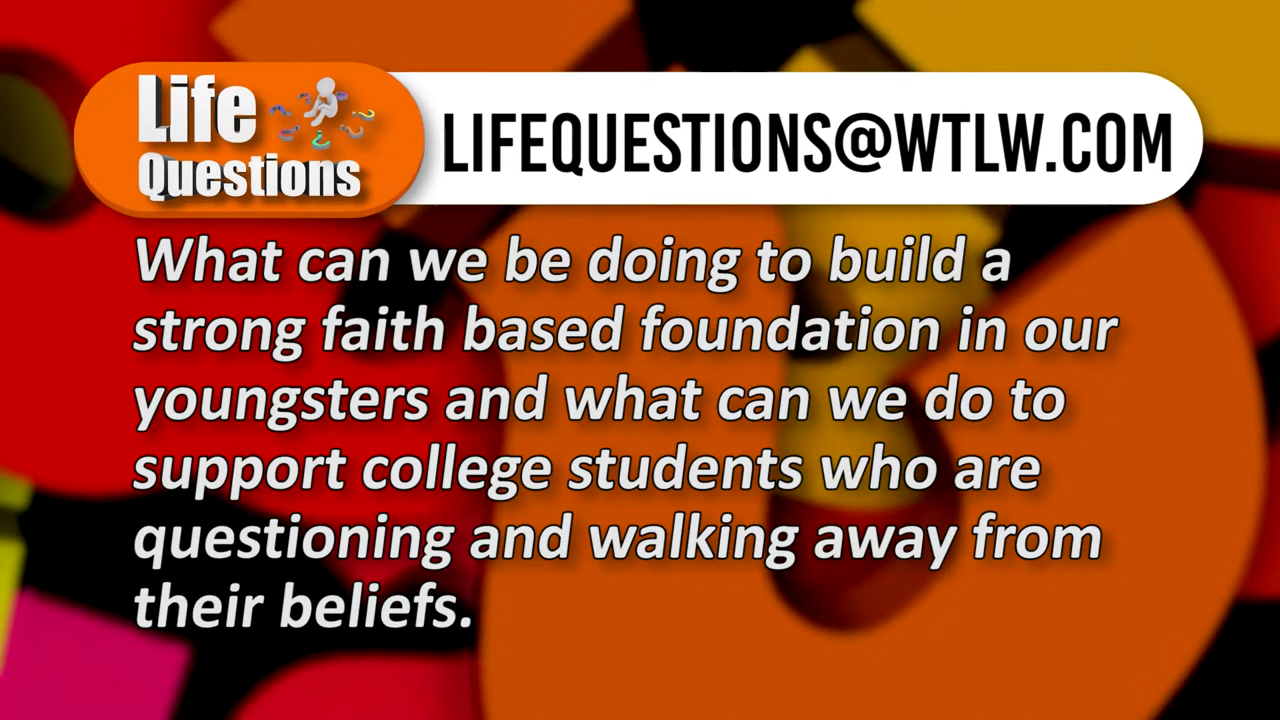 Life
Questions
LIFEQUESTIONS@WTLW.COM
What can we be doing to build a
strong faith based foundation in our
youngsters and what can we do to
support college students who are
questioning and walking away from
their beliefs.